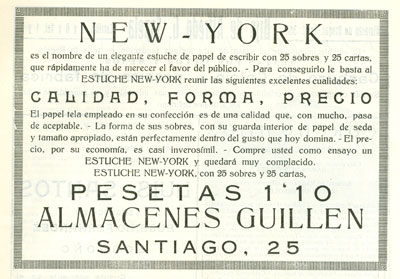 NEW-YORK
es el nombre de un elegante estuche de papel de escribir con 25 sobres y 25 cartas,
que rápidamente ha de merecer el favor del público. - Para conseguirlo le basta al
ESTUCHE NEW-YORK reunir las siguientes excelentes cualidades:
CALIDAD, FORMA, PRECIO
El papel tela empleado en su confección es de una calidad que, con mucho, pasa
de aceptable. - La forma de sus sobres, con su guarda interior de papel de seda
y tamaño apropiado, están perfectamente dentro del gusto que hoy domina. - El pre-
cio, por su economía, es casi inverosímil. - Compre usted como ensayo un
ESTUCHE NEW-YORK y quedará muy complacido.
ESTUCHE NEW-YORK, con 25 sobres y 25 cartas,
PESETAS 1'10
ALMACENES GUILLEN
SANTIAGO, 25